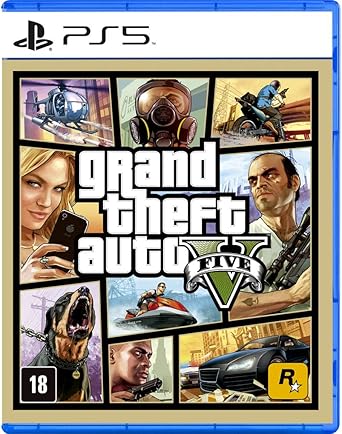 PS5
grand
theft
auto
V
FIVE
18
R